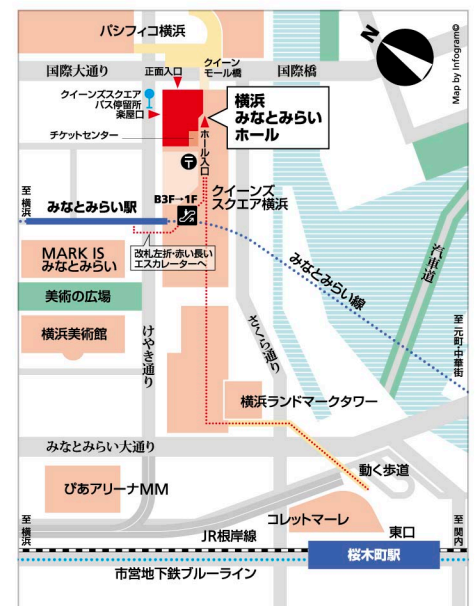 パシフィコ横浜
クイーン
モール橋
国際大通り
正面入口
国際橋
N
Map by Infogram©
クイーンズスクエア
バス停留所
楽屋口
横浜
みなとみらい
ホール
チケットセンター
ホール入口
〒
クイーンズ
スクエア横浜
至 横浜
みなとみらい駅
B3F→1F
改札左折・赤い長い
エスカレーターへ
MARK IS
みなとみらい
みなとみらい線
汽車道
美術の広場
横浜美術館
けやき通り
さくら通り
至 元町・中華街
横浜ランドマークタワー
みなとみらい大通り
動く歩道
ぴあアリーナMM
コレットマーレ
東口
至 横浜
至 関内
JR根岸線
桜木町駅
市営地下鉄ブルーライン